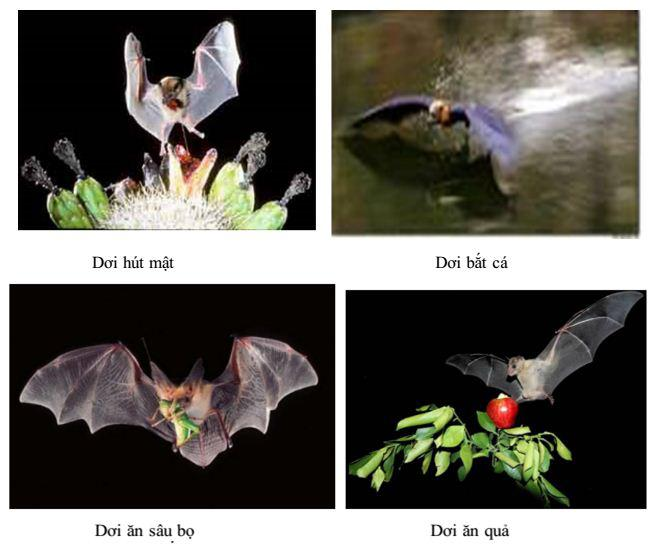 Dơi hút mật
Dơi bắt cá
Dơi ăn sâu bọ
Dơi ăn quả